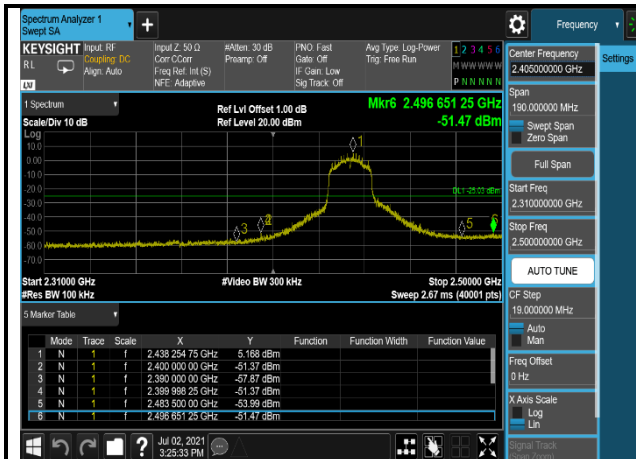 Spectrum Analyzer 1
Swept SA
Frequency
KEYSIGHT
RL
LXI
Input: RF
Coupling: DC
Align: Auto
Input Z: 50 Ω
Corr CCorr
Freq Ref: Int (S)
NFE: Adaptive
#Atten: 30 dB
Preamp: Off
PNO: Fast
Gate: Off
IF Gain: Low
Sig Track: Off
Avg Type: Log-Power
Trig: Free Run
1 2 3 4 5 6
M W W W W W
P N N N N N
1 Spectrum
Scale/Div 10 dB
Log
Ref Lvl Offset 1.00 dB
Ref Level 20.00 dBm
Mkr6 2.496 651 25 GHz
-51.47 dBm
10.0
0.00
-10.0
-20.0
-30.0
-40.0
-50.0
-60.0
-70.0
1
DL1 -25.03 dBm
3
5
Start 2.31000 GHz
#Res BW 100 kHz
#Video BW 300 kHz
Stop 2.50000 GHz
Sweep 2.67 ms (40001 pts)
5 Marker Table
Mode Trace Scale X Y Function Function Width Function Value
1 N 1 f 2.438 254 75 GHz 5.168 dBm
2 N 1 f 2.400 000 00 GHz -51.37 dBm
3 N 1 f 2.390 000 00 GHz -57.87 dBm
4 N 1 f 2.399 998 25 GHz -51.37 dBm
5 N 1 f 2.483 500 00 GHz -53.99 dBm
6 N 1 f 2.496 651 25 GHz -51.47 dBm
?
Jul 02, 2021
3:25:33 PM
Center Frequency
2.405000000 GHz
Settings
Span
190.000000 MHz
Swept Span
Zero Span
Full Span
Start Freq
2.310000000 GHz
Stop Freq
2.500000000 GHz
AUTO TUNE
CF Step
19.000000 MHz
Auto
Man
Freq Offset
0 Hz
X Axis Scale
Log
Lin
Signal Track
(Span Zoom)